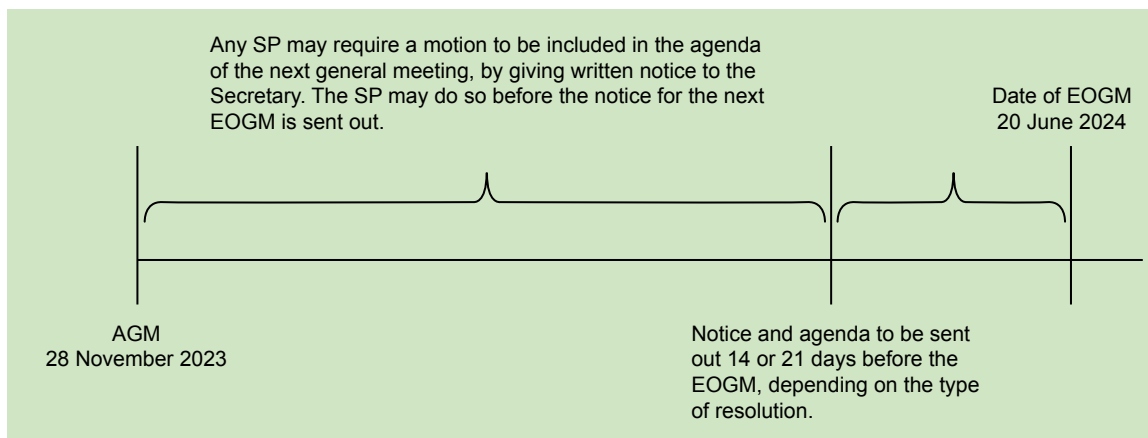 Any SP may require a motion to be included in the agenda
of the next general meeting, by giving written notice to the
Secretary. The SP may do so before the notice for the next
EOGM is sent out.
Date of EOGM
20 June 2024
AGM
28 November 2023
Notice and agenda to be sent
out 14 or 21 days before the
EOGM, depending on the type
of resolution.